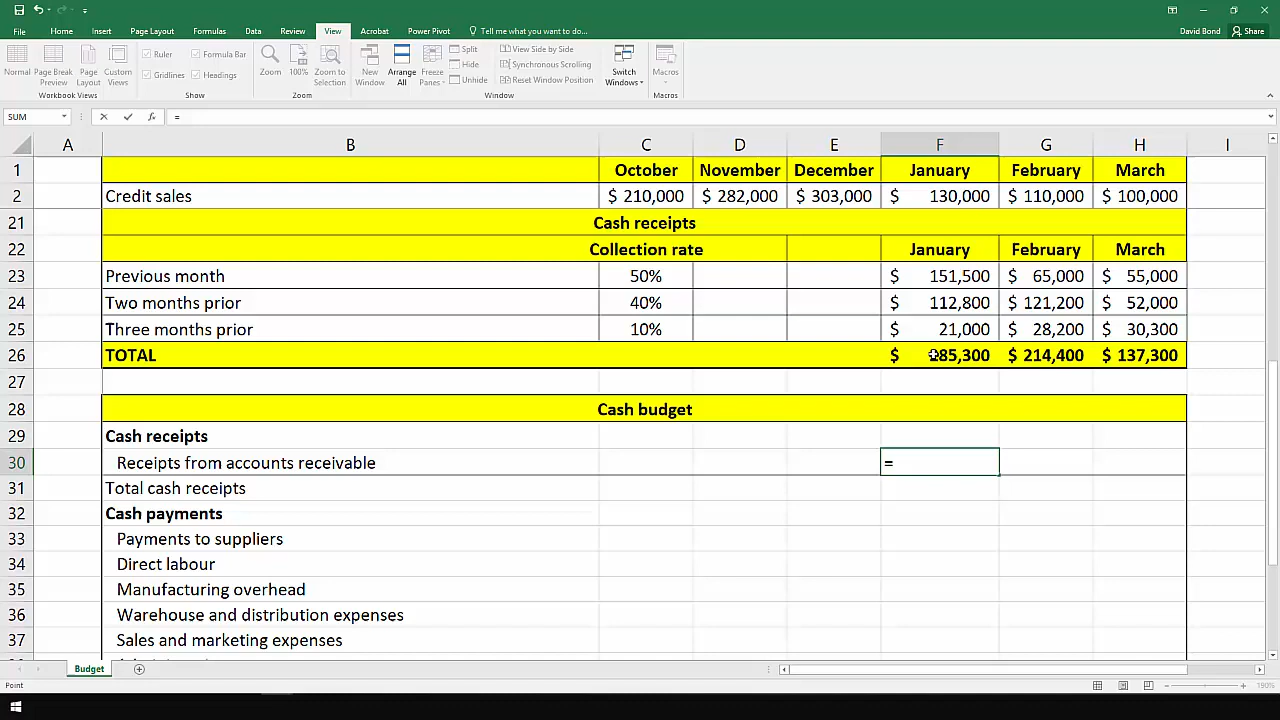 File Home Insert Page Layout Formulas Data Review View Acrobat Power Pivot Tell me what you want to do... David Bond Share
Normal Page Break Preview Page Layout Custom Views Ruler Formula Bar Gridlines Headings Zoom 100% Zoom to Selection New Window Arrange All Freeze Panes Split Hide Unhide View Side by Side Synchronous Scrolling Reset Window Position Switch Windows Macros
Workbook Views Show Zoom Window Macros
SUM =
A B C D E F G H I
1 October November December January February March
2 Credit sales $ 210,000 $ 282,000 $ 303,000 $ 130,000 $ 110,000 $ 100,000
21 Cash receipts
22 Collection rate January February March
23 Previous month 50% $ 151,500 $ 65,000 $ 55,000
24 Two months prior 40% $ 112,800 $ 121,200 $ 52,000
25 Three months prior 10% $ 21,000 $ 28,200 $ 30,300
26 TOTAL $ 285,300 $ 214,400 $ 137,300
27
28 Cash budget
29 Cash receipts
30 Receipts from accounts receivable =
31 Total cash receipts
32 Cash payments
33 Payments to suppliers
34 Direct labour
35 Manufacturing overhead
36 Warehouse and distribution expenses
37 Sales and marketing expenses
Budget
Point 190%